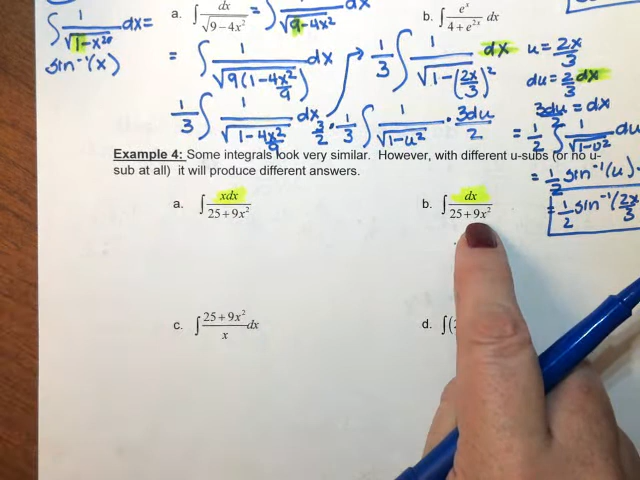 ∫ 1/√(1-x²) dx =
sin⁻¹(x)
a. ∫ dx/√(9-4x²) = ∫ 1/√(9-4x²) dx
b. ∫ eˣ/(4+e²ˣ) dx
= ∫ 1/√(9(1-4x²/9)) dx
1/3 ∫ 1/√(1-(2x/3)²) dx
u = 2x/3
du = 2/3 dx
3du/2 = dx
1/3 ∫ 1/√(1-4x²/9) dx
3/2 · 1/3 ∫ 1/√(1-u²) · 3du/2
= 1/2 ∫ 1/√(1-u²) du
= 1/2 sin⁻¹(u)
= 1/2 sin⁻¹(2x/3
Example 4: Some integrals look very similar. However, with different u-subs (or no u-
sub at all) it will produce different answers.
a. ∫ xdx/(25+9x²)
b. ∫ dx/(25+9x²)
c. ∫ (25+9x²)/x dx
d. ∫(